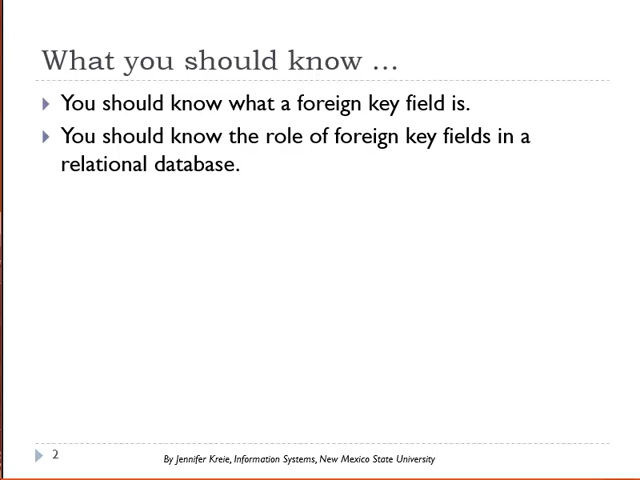 What you should know ...
You should know what a foreign key field is.
You should know the role of foreign key fields in a
relational database.
2
By Jennifer Kreie, Information Systems, New Mexico State University